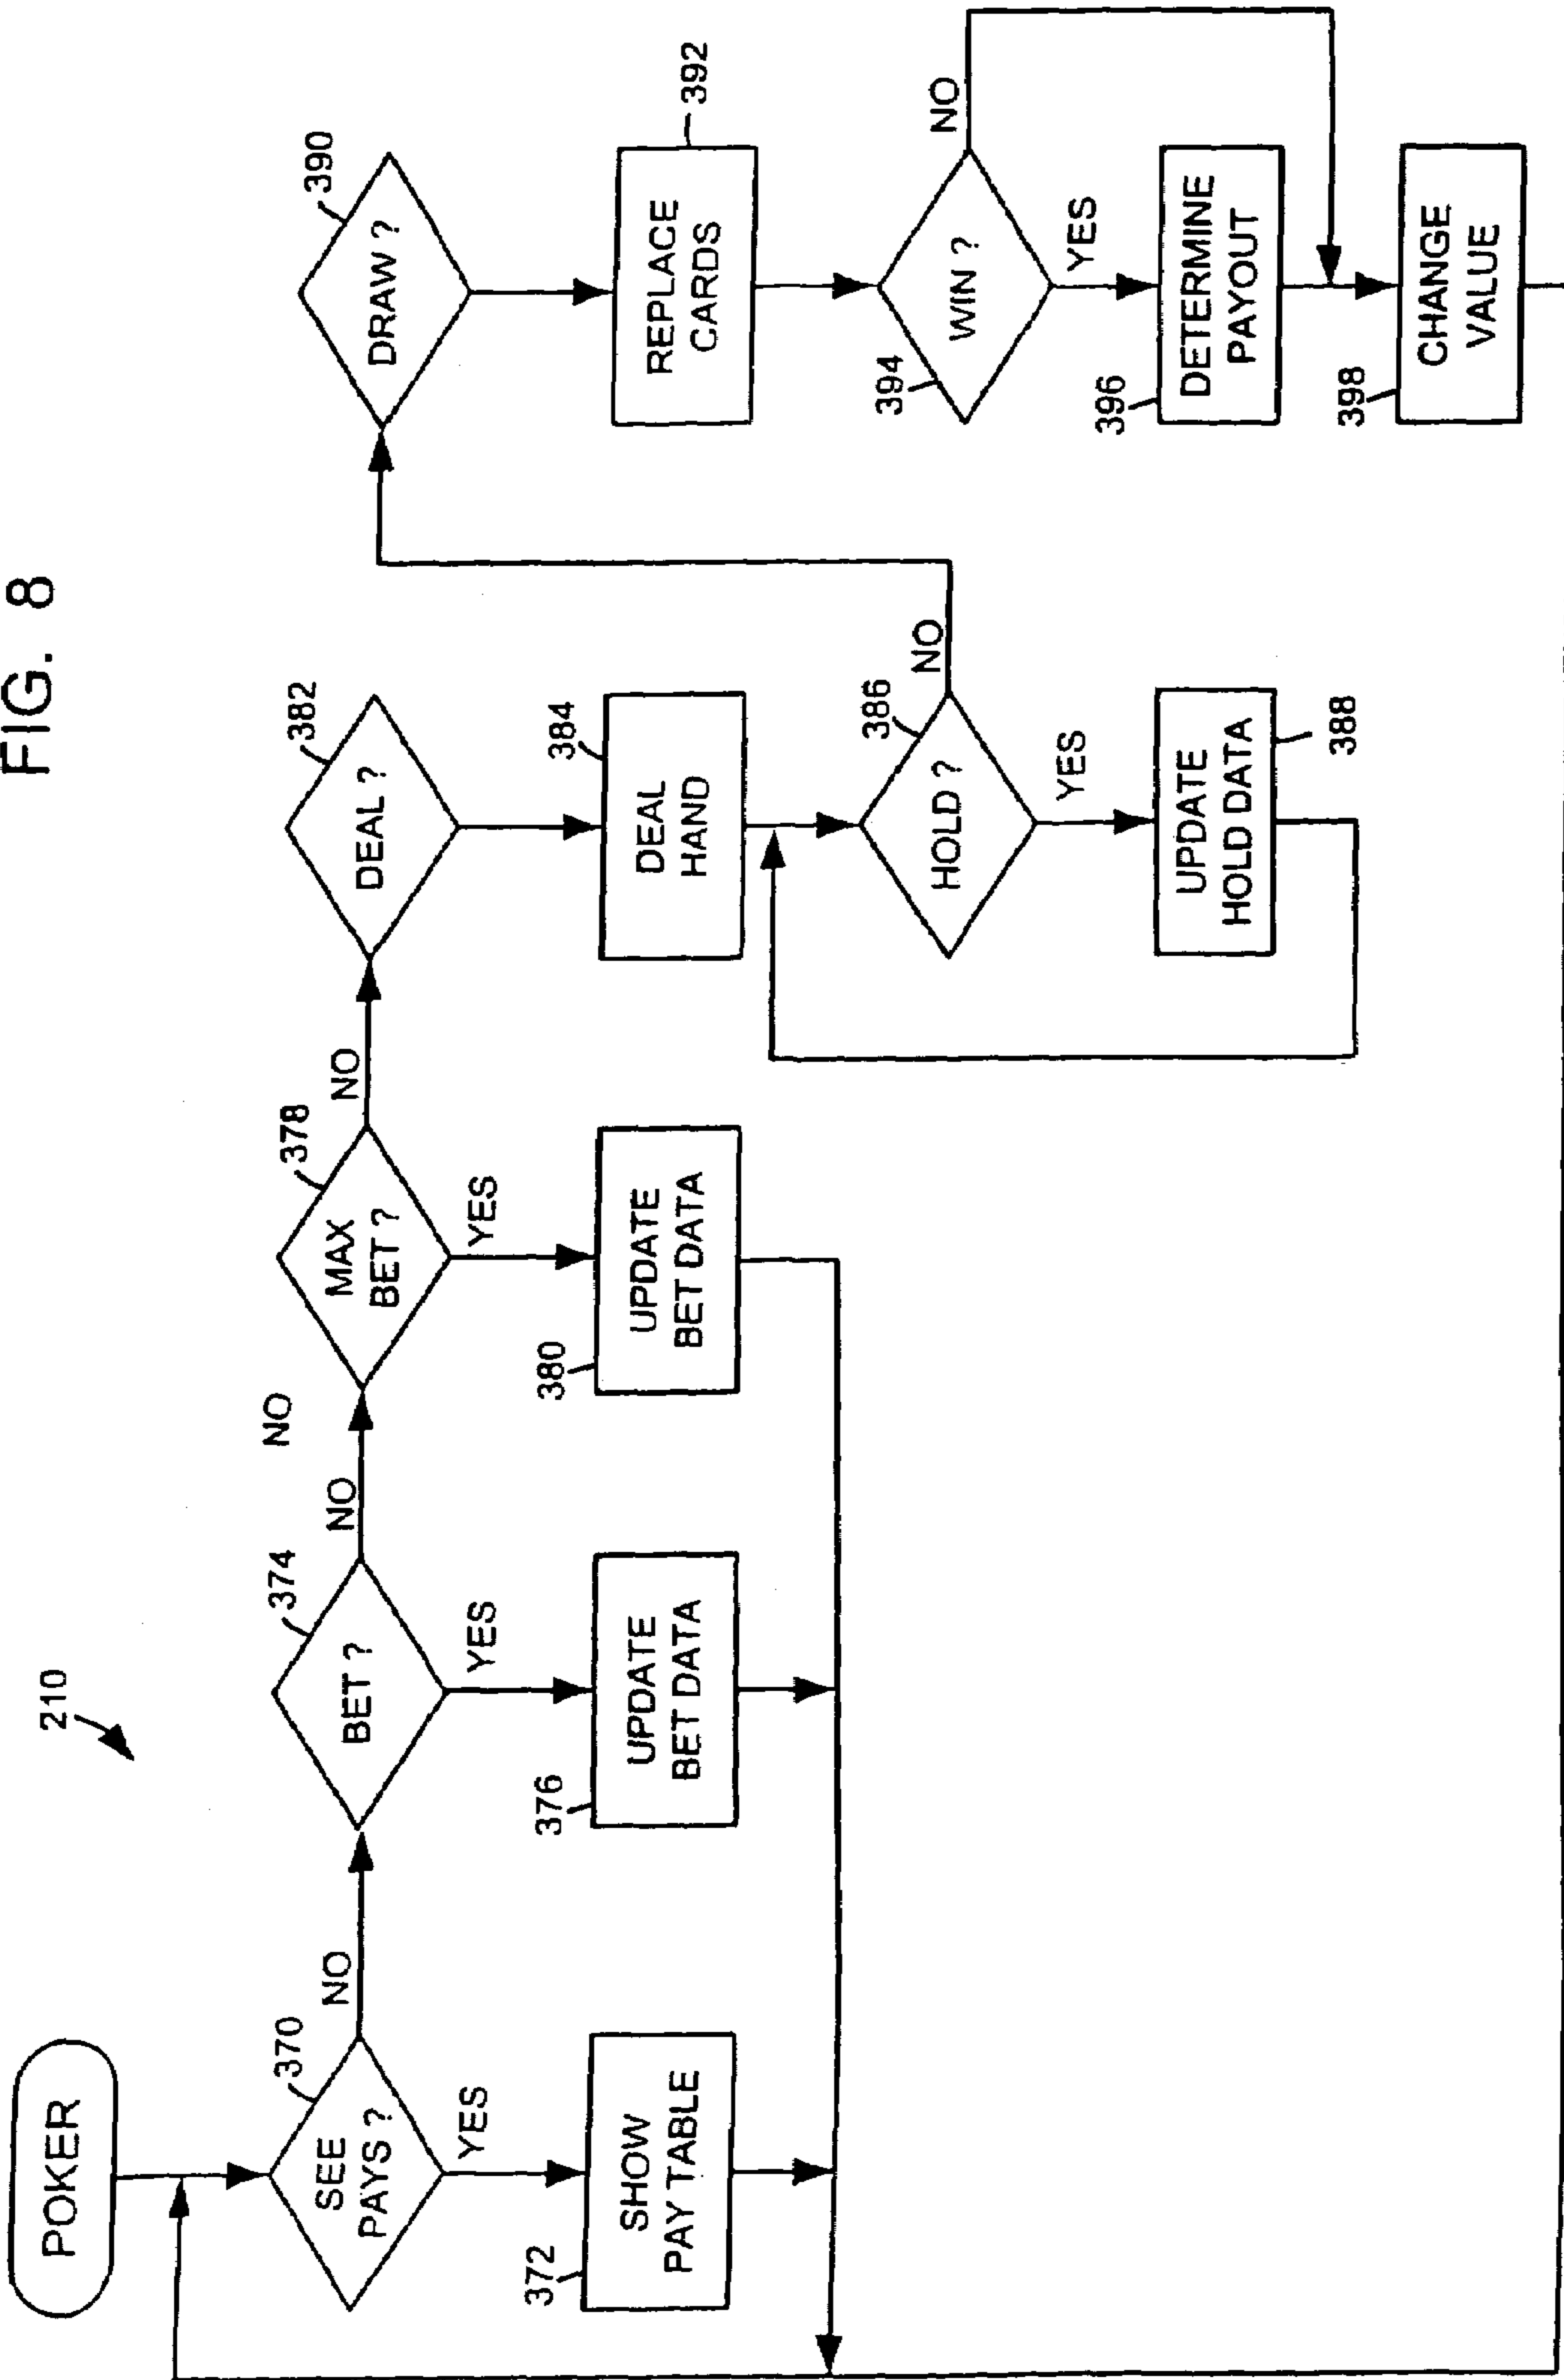 FIG. 8
210
POKER
370
SEE
PAYS ?
NO
YES
372
SHOW
PAY TABLE
374
BET ?
NO
NO
YES
376
UPDATE
BET DATA
378
MAX
BET ?
NO
YES
380
UPDATE
BET DATA
382
DEAL ?
384
DEAL
HAND
386
HOLD ?
NO
YES
UPDATE
HOLD DATA
388
390
DRAW ?
392
REPLACE
CARDS
394
WIN ?
NO
YES
396
DETERMINE
PAYOUT
398
CHANGE
VALUE